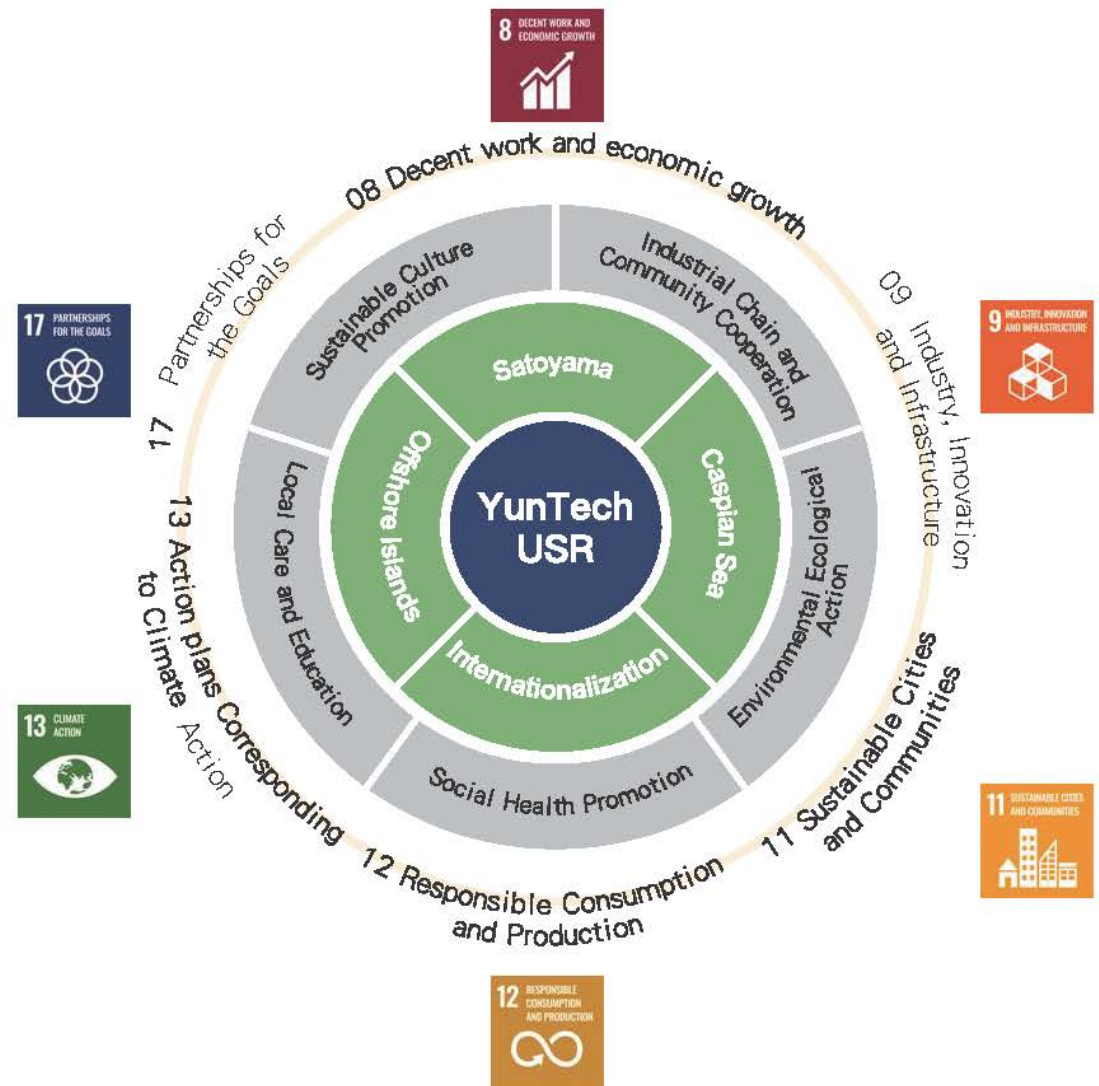 8 DECENT WORK AND
ECONOMIC GROWTH
08 Decent work and economic growth
17 PARTNERSHIPS
FOR THE GOALS
17 Partnerships for
the Goals
9 INDUSTRY, INNOVATION
AND INFRASTRUCTURE
09 Industry, Innovation
and Infrastructure
Sustainable Culture
Promotion
Industrial Chain and
Community Cooperation
Satoyama
Offshore Islands
Caspian Sea
YunTech
USR
Internationalization
Local Care and Education
Environmental Ecological
Action
Social Health Promotion
13 CLIMATE
ACTION
13 Action plans Corresponding
to Climate Action
11 SUSTAINABLE CITIES
AND COMMUNITIES
11 Sustainable Cities
and Communities
12 Responsible Consumption
and Production
12 RESPONSIBLE
CONSUMPTION
AND PRODUCTION